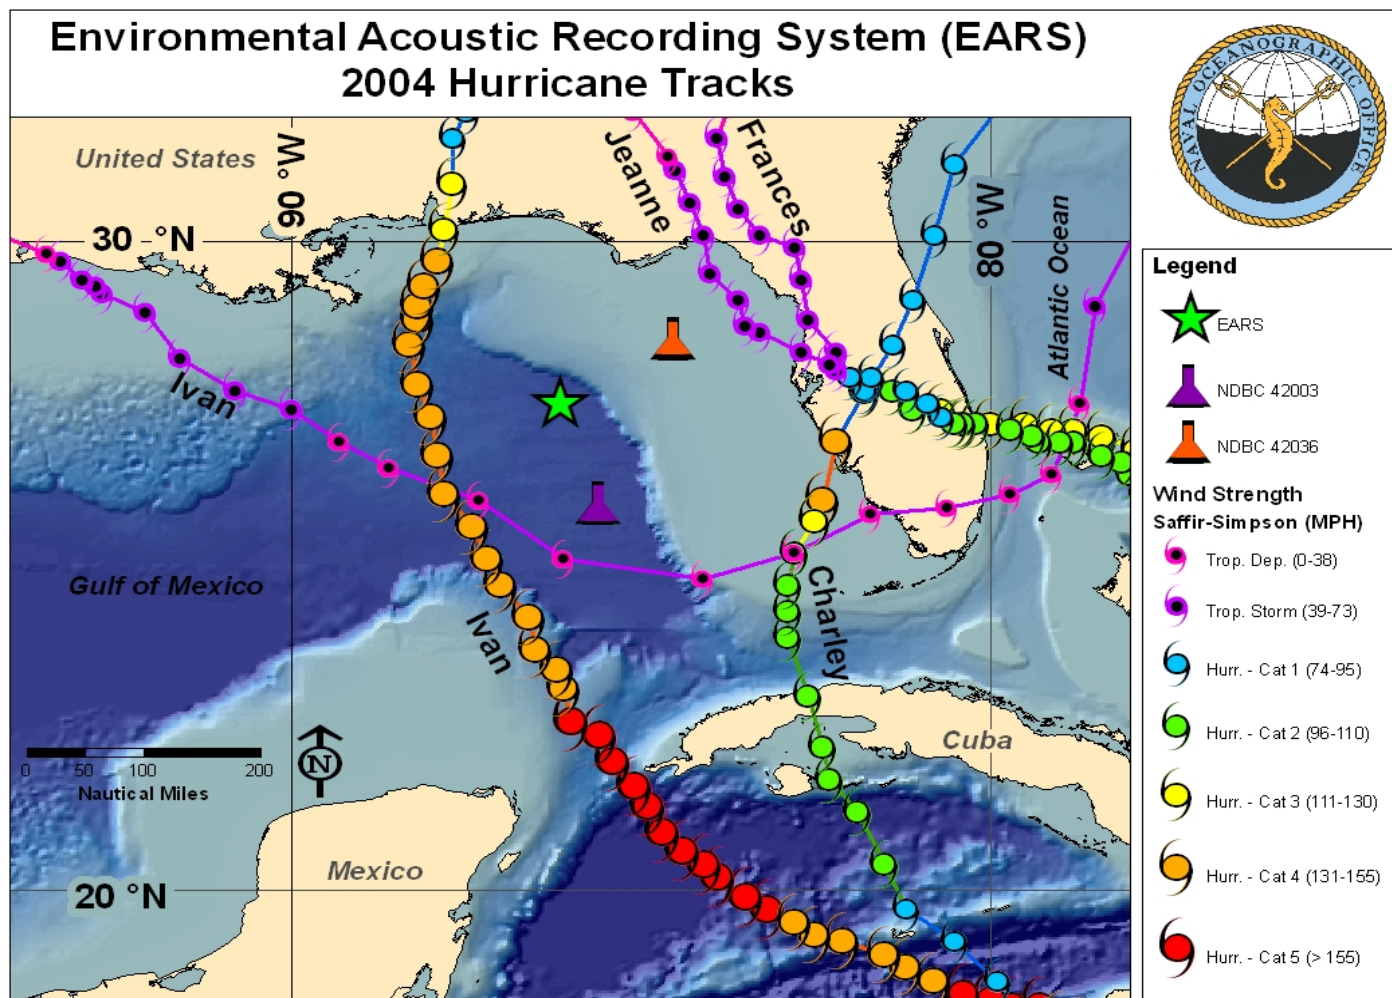 Environmental Acoustic Recording System (EARS)
2004 Hurricane Tracks
NAVAL OCEANOGRAPHIC OFFICE
United States
90 °W
Jeanne
Frances
80 °W
Atlantic Ocean
30 °N
Ivan
Gulf of Mexico
Ivan
Charley
Cuba
N
0 50 100 200
Nautical Miles
Mexico
20 °N
Legend
EARS
NDBC 42003
NDBC 42036
Wind Strength
Saffir-Simpson (MPH)
Trop. Dep. (0-38)
Trop. Storm (39-73)
Hurr. - Cat 1 (74-95)
Hurr. - Cat 2 (96-110)
Hurr. - Cat 3 (111-130)
Hurr. - Cat 4 (131-155)
Hurr. - Cat 5 (> 155)